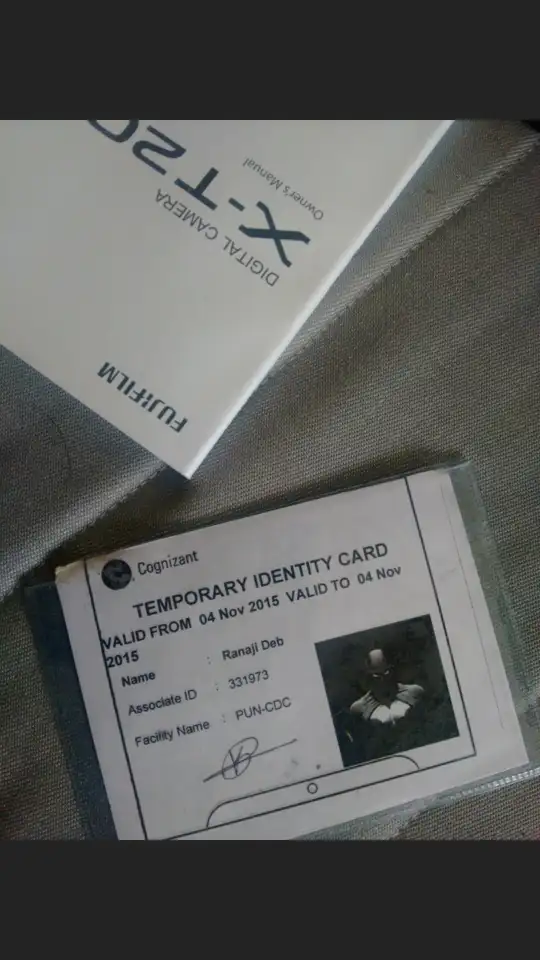 FUJIFILM
DIGITAL CAMERA
X-T20
Owner's Manual
Cognizant
TEMPORARY IDENTITY CARD
VALID FROM 04 Nov 2015 VALID TO 04 Nov
2015
Name : Ranaji Deb
Associate ID : 331973
Facility Name : PUN-CDC